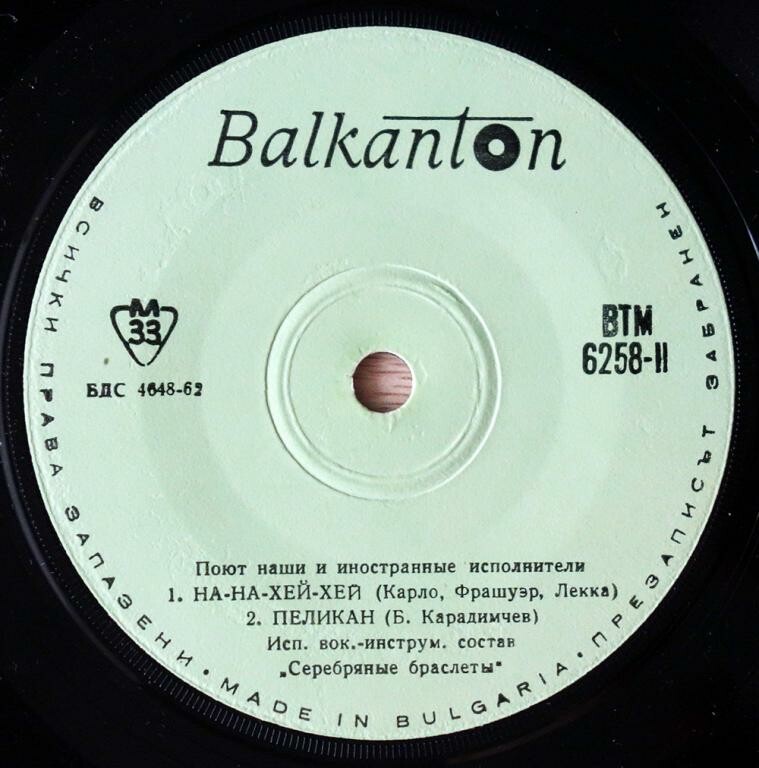 Balkanton
М
33
БДС 4648-62
ВТМ
6258-II
Поют наши и иностранные исполнители
1. НА-НА-ХЕЙ-ХЕЙ (Карло, Фрашуэр, Лекка)
2. ПЕЛИКАН (Б. Карадимчев)
Исп. вок.-инструм. состав
„Серебряные браслеты“
ВСИЧКИ ПРАВА ЗАПАЗЕНИ • MADE IN BULGARIA • ПРЕЗАПИСЪТ ЗАБРАНЕН